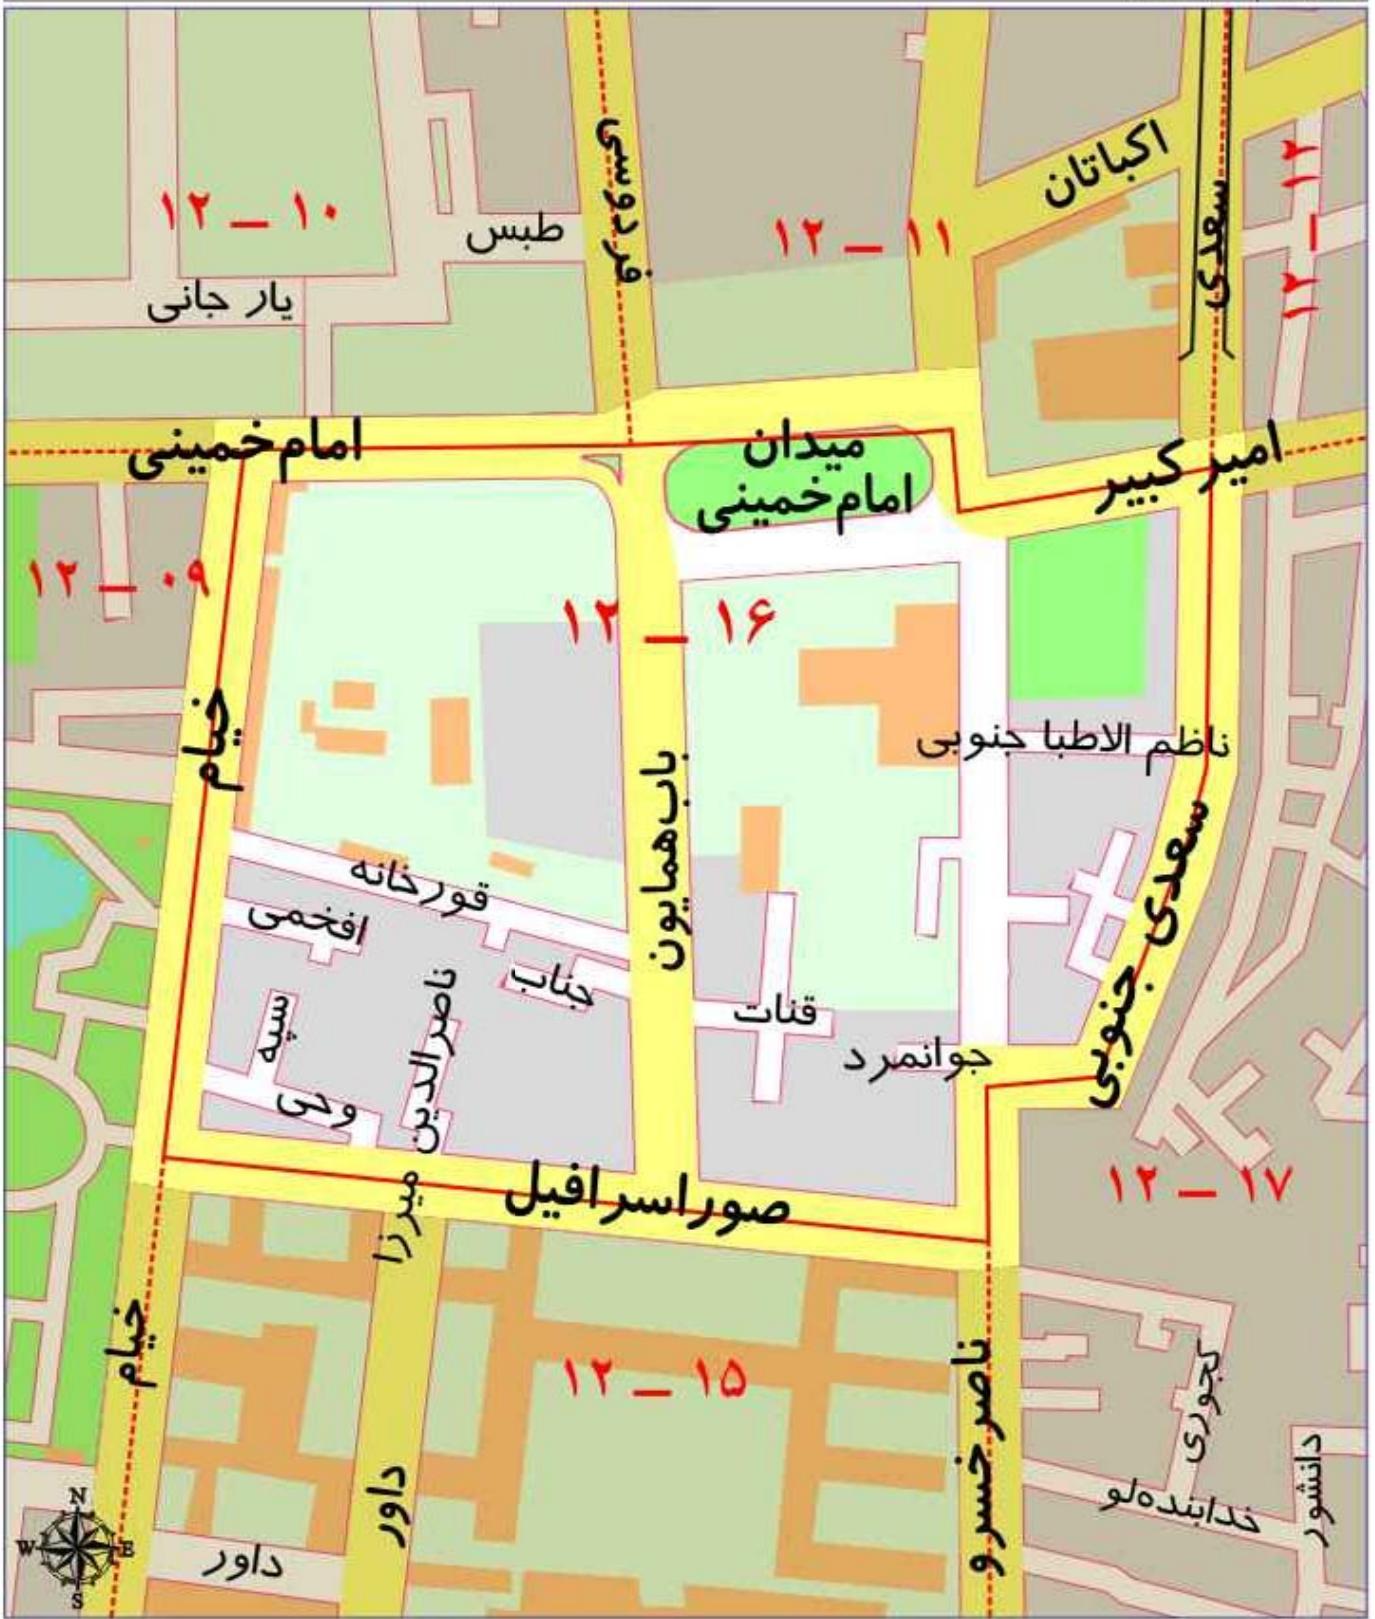 فردوسی
اکباتان
سعدی
۱۲ – ۱۲
۱۲ – ۱۰
طبس
۱۲ – ۱۱
یار جانی
امام‌خمینی
میدان
امام‌خمینی
امیر کبیر
۱۲ – ۰۹
۱۲ – ۱۶
خیام
ناظم الاطبا جنوبی
باب‌همایون
سعدی جنوبی
قورخانه
افخمی
جناب
ناصرالدین میرزا
سپه
قنات
جوانمرد
وحی
صوراسرافیل
۱۲ – ۱۷
خیام
۱۲ – ۱۵
ناصرخسرو
کجوری
داور
دانشور
خدابنده‌لو
داور
N
W
E
S